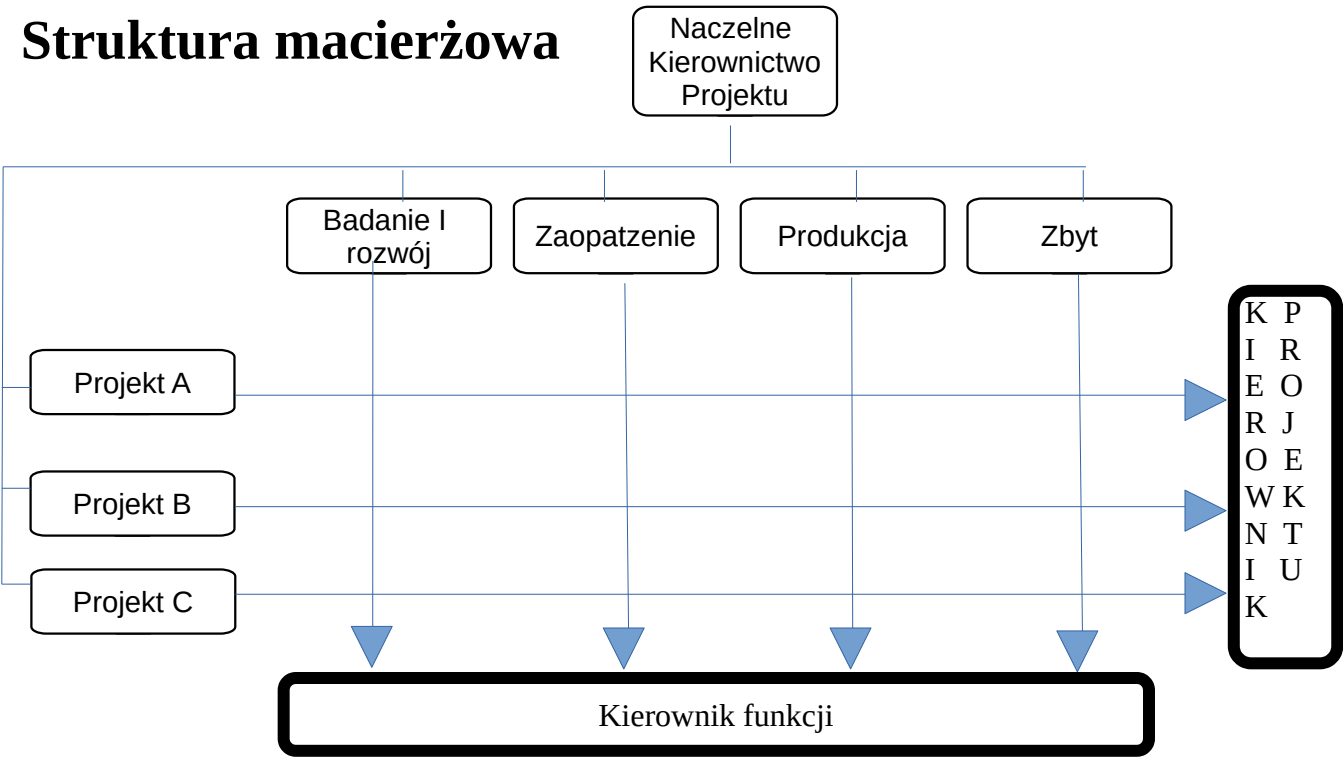 Struktura macierżowa
Naczelne
Kierownictwo
Projektu
Badanie I
rozwój
Zaopatzenie
Produkcja
Zbyt
Projekt A
Projekt B
Projekt C
K P
I R
E O
R J
O E
W K
N T
I U
K
Kierownik funkcji